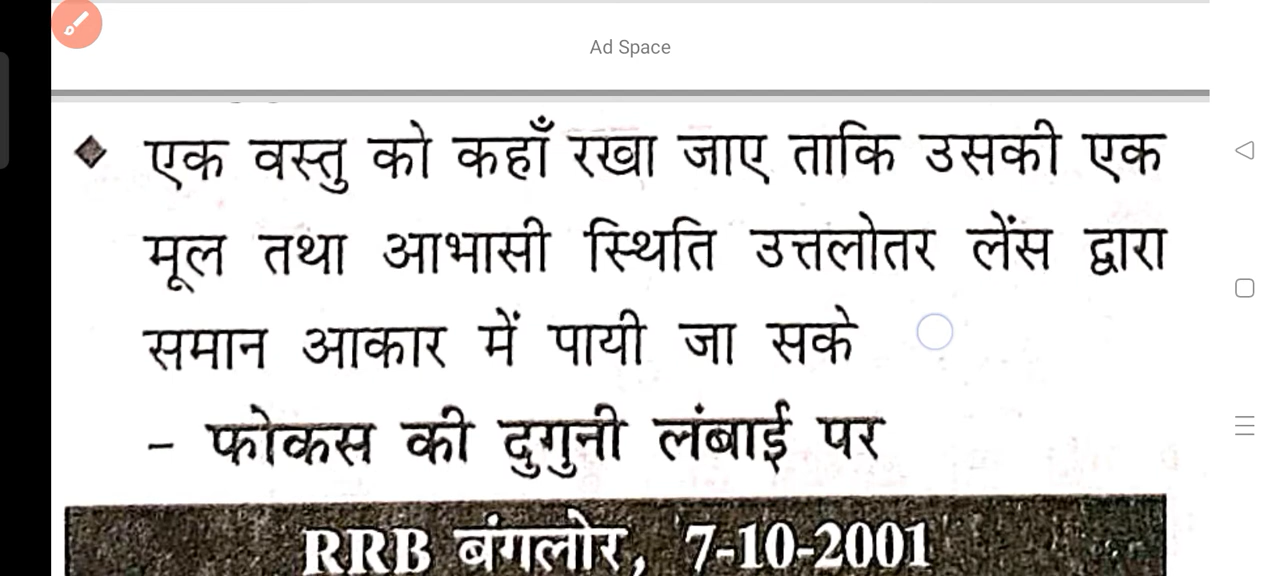 Ad Space
◆ एक वस्तु को कहाँ रखा जाए ताकि उसकी एक
मूल तथा आभासी स्थिति उत्तलोतर लेंस द्वारा
समान आकार में पायी जा सके
– फोकस की दुगुनी लंबाई पर
RRB बंगलोर, 7-10-2001